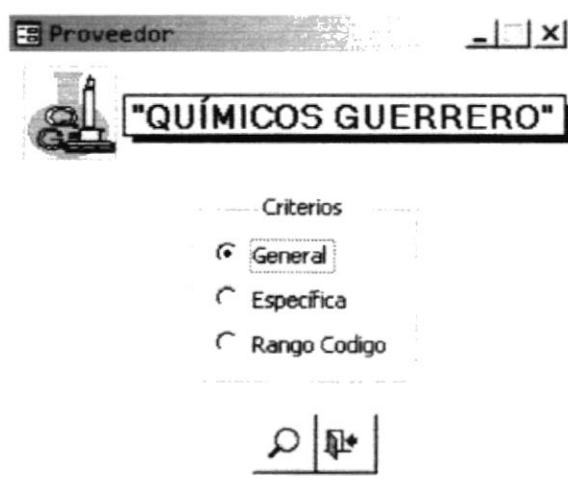 Proveedor
"QUÍMICOS GUERRERO"
Criterios
General
Específica
Rango Codigo